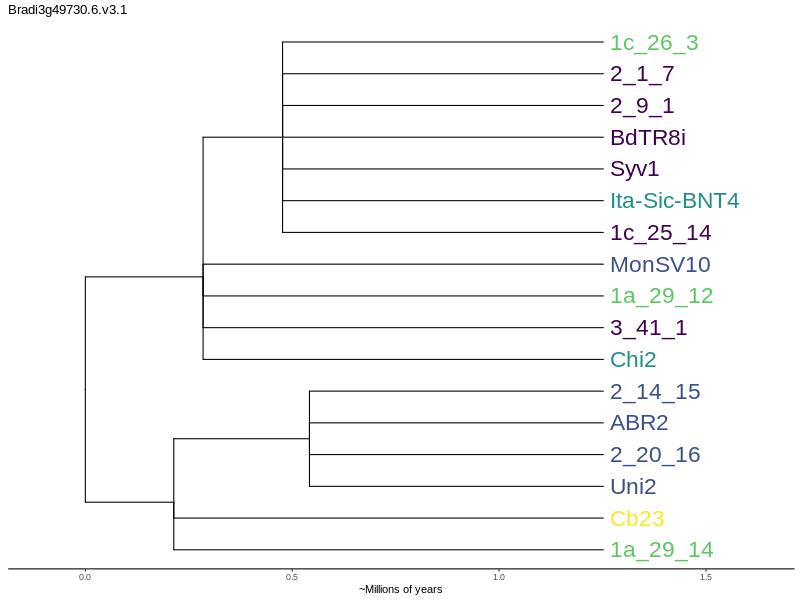 Bradi3g49730.6.v3.1
1c_26_3
2_1_7
2_9_1
BdTR8i
Syv1
Ita-Sic-BNT4
1c_25_14
MonSV10
1a_29_12
3_41_1
Chi2
2_14_15
ABR2
2_20_16
Uni2
Cb23
1a_29_14
0.0 0.5 1.0 1.5
~Millions of years